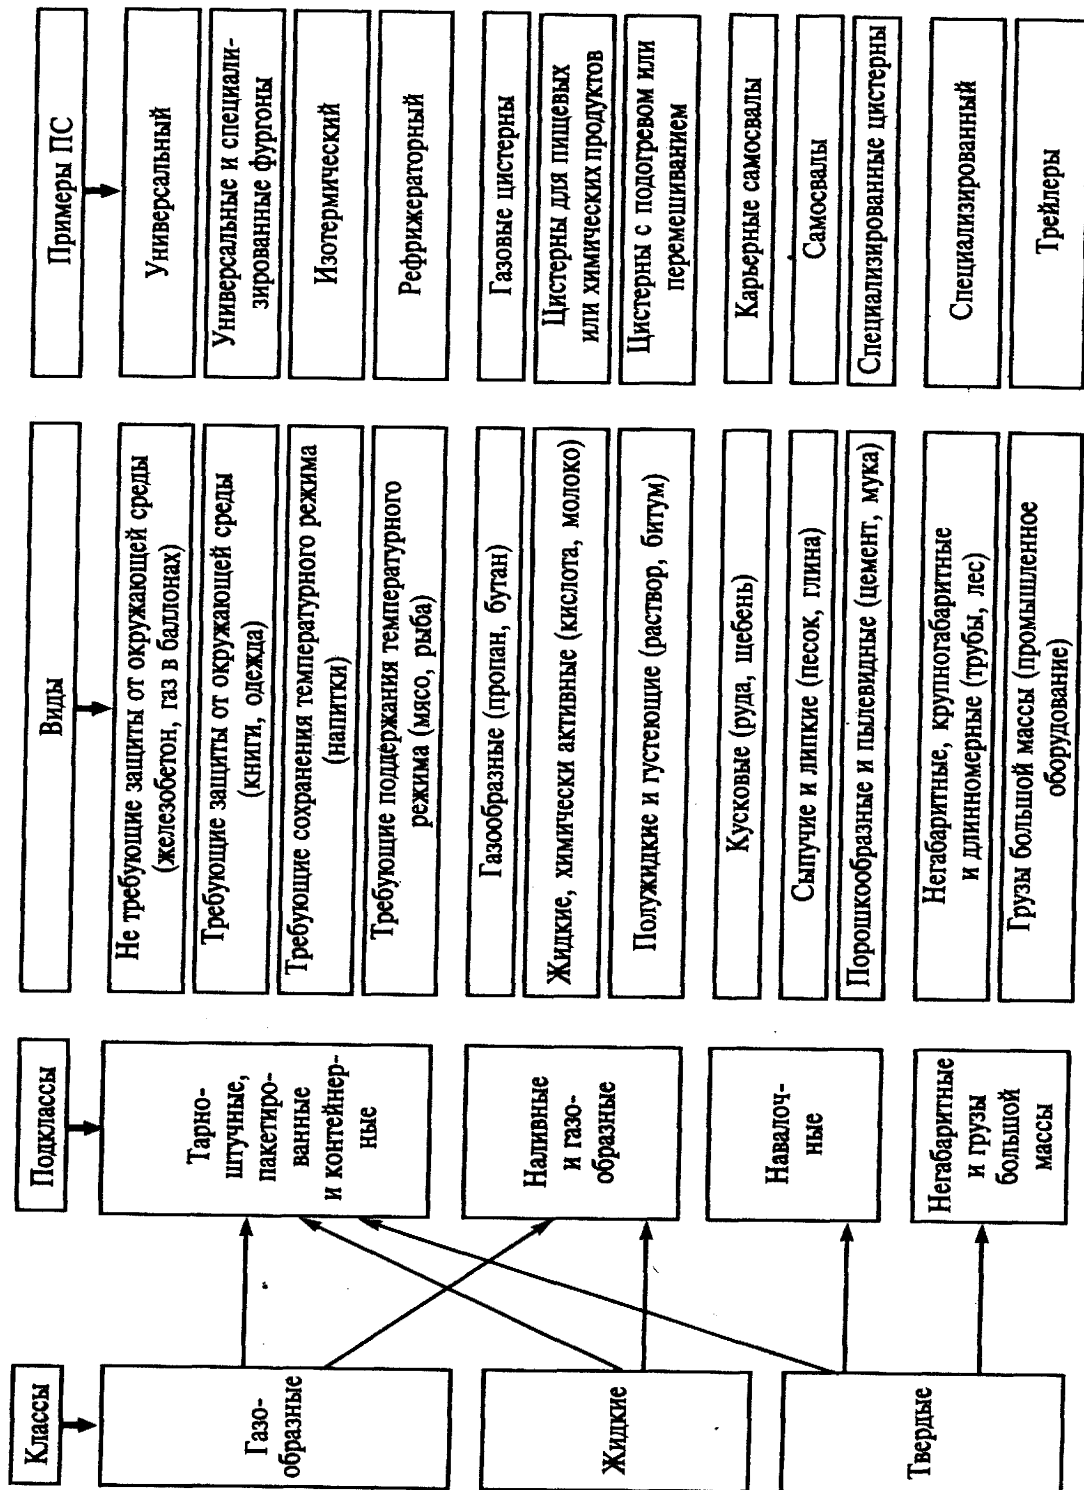 Классы
Газо-
образные
Жидкие
Твердые
Подклассы
Тарно-
штучные,
пакетиро-
ванные
и контейнер-
ные
Наливные
и газо-
образные
Навалоч-
ные
Негабаритные
и грузы
большой
массы
Виды
Не требующие защиты от окружающей среды
(железобетон, газ в баллонах)
Требующие защиты от окружающей среды
(книги, одежда)
Требующие сохранения температурного режима
(напитки)
Требующие поддержания температурного
режима (мясо, рыба)
Газообразные (пропан, бутан)
Жидкие, химически активные (кислота, молоко)
Полужидкие и густеющие (раствор, битум)
Кусковые (руда, щебень)
Сыпучие и липкие (песок, глина)
Порошкообразные и пылевидные (цемент, мука)
Негабаритные, крупногабаритные
и длинномерные (трубы, лес)
Грузы большой массы (промышленное
оборудование)
Примеры ПС
Универсальный
Универсальные и специали-
зированные фургоны
Изотермический
Рефрижераторный
Газовые цистерны
Цистерны для пищевых
или химических продуктов
Цистерны с подогревом или
перемешиванием
Карьерные самосвалы
Самосвалы
Специализированные цистерны
Специализированный
Трейлеры